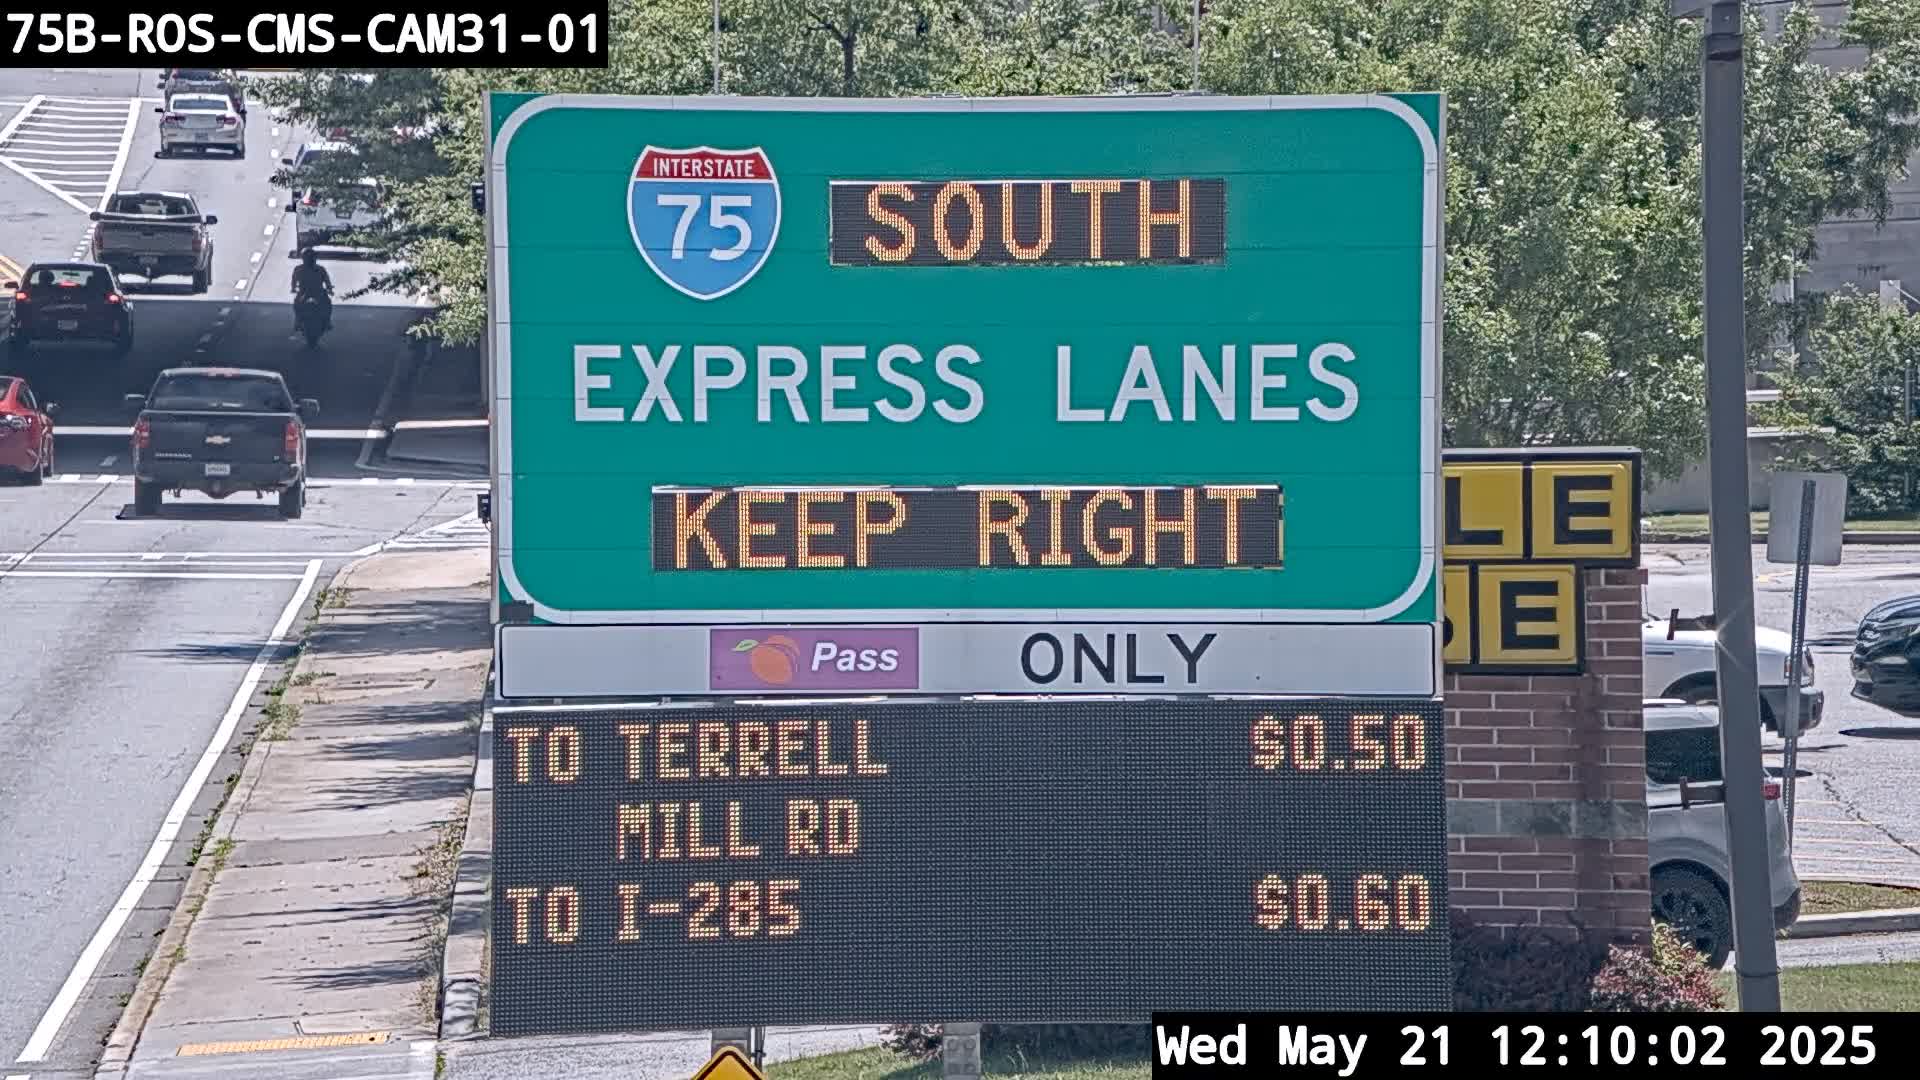 75B-ROS-CMS-CAM31-01
INTERSTATE
75
SOUTH
EXPRESS LANES
KEEP RIGHT
Pass ONLY
TO TERRELL $0.50
MILL RD
TO I-285 $0.60
LE
E
Wed May 21 12:10:02 2025